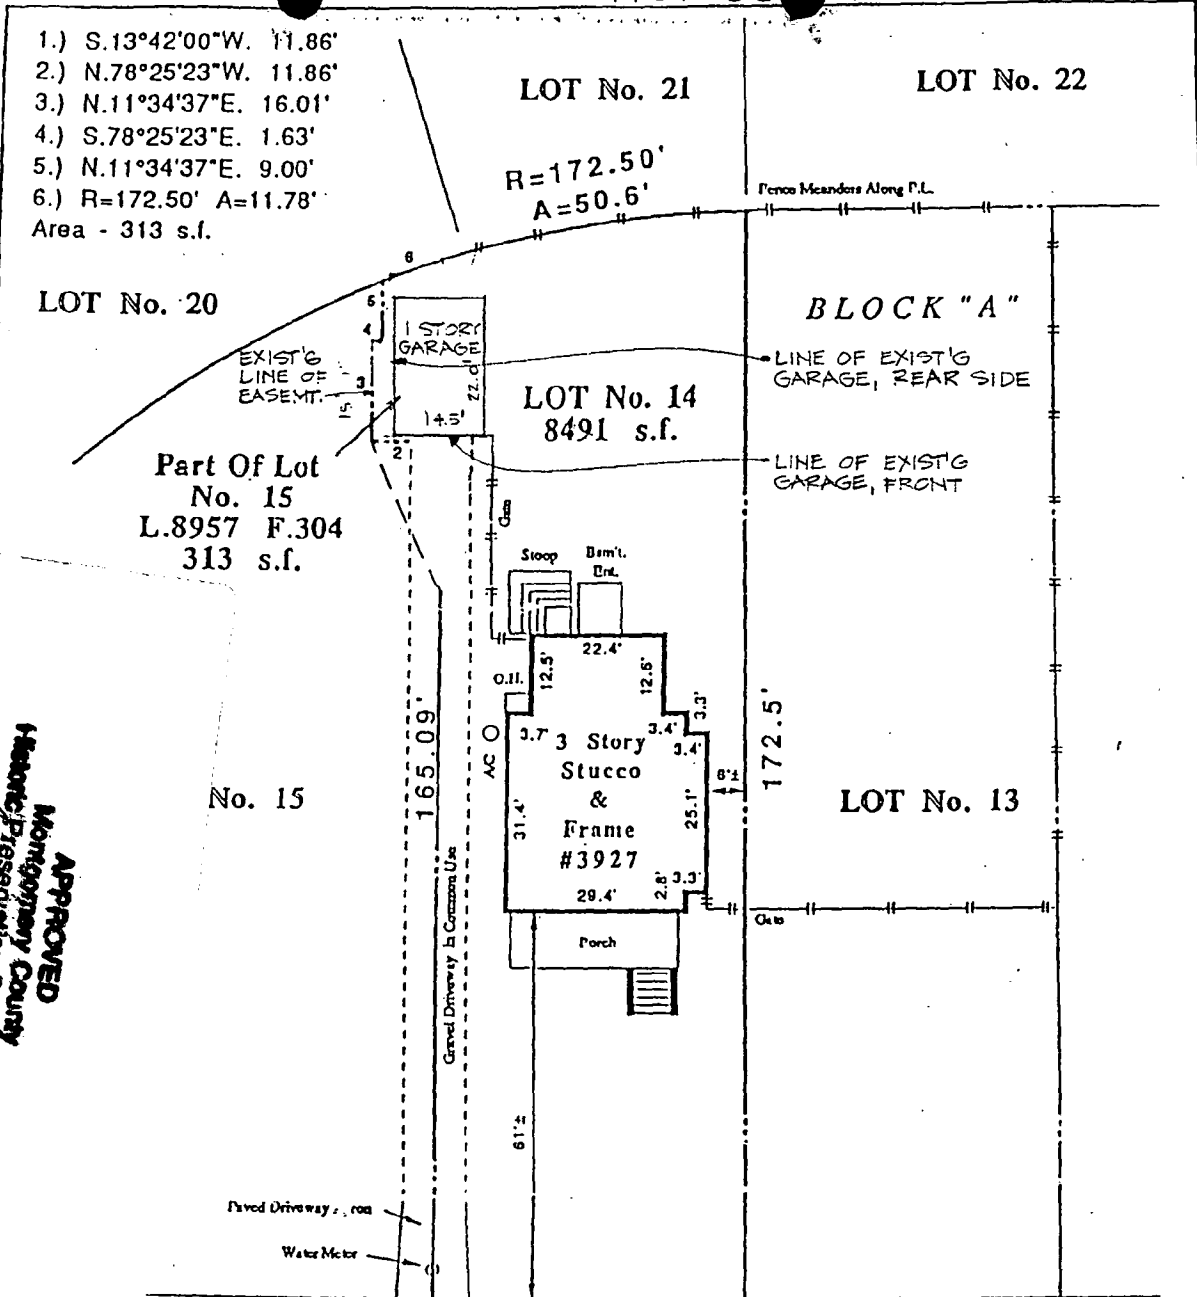 1.) S.13°42'00"W. 11.86'
2.) N.78°25'23"W. 11.86'
3.) N.11°34'37"E. 16.01'
4.) S.78°25'23"E. 1.63'
5.) N.11°34'37"E. 9.00'
6.) R=172.50' A=11.78'
Area - 313 s.f.
LOT No. 21
LOT No. 22
R=172.50'
A=50.6'
Fence Meanders Along P.L.
6
LOT No. 20
5
4
3
2
1 STORY
GARAGE
22.0'
14.5'
BLOCK "A"
EXIST'G
LINE OF
EASEMT.
15.
LINE OF EXIST'G
GARAGE, REAR SIDE
LOT No. 14
8491 s.f.
LINE OF EXIST'G
GARAGE, FRONT
Part Of Lot
No. 15
L.8957 F.304
313 s.f.
Gate
Stoop
Bsm't.
Ent.
22.4'
12.5'
12.6'
O.H.
3.3'
3.7'
3.4'
3.4'
A/C
3 Story
Stucco
&
Frame
#3927
31.4'
25.1'
6'±
172.5'
165.09'
No. 15
LOT No. 13
2.8'
3.3'
29.4'
Gate
Porch
Gravel Driveway In Common Use
61'±
APPROVED
Montgomery County
Historic Preservation
Paved Driveway
Water Meter